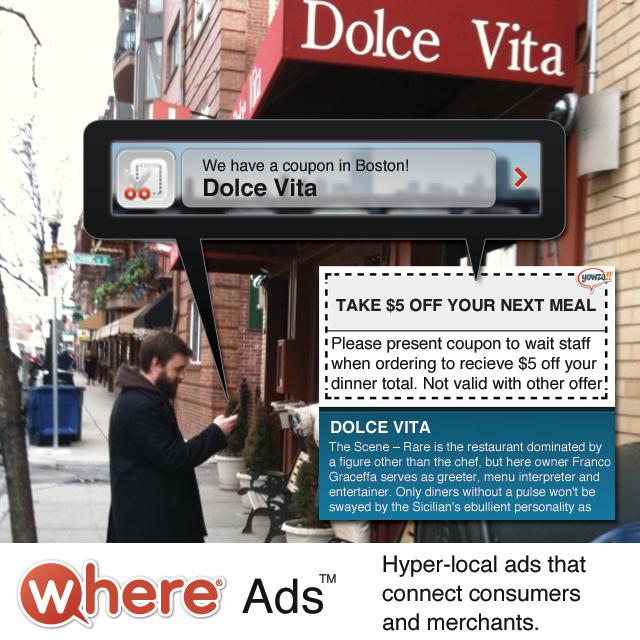 Dolce Vita
Vita
We have a coupon in Boston!
Dolce Vita
yowza!!
TAKE $5 OFF YOUR NEXT MEAL
Please present coupon to wait staff
when ordering to recieve $5 off your
dinner total. Not valid with other offer
DOLCE VITA
The Scene – Rare is the restaurant dominated by
a figure other than the chef, but here owner Franco
Graceffa serves as greeter, menu interpreter and
entertainer. Only diners without a pulse won't be
swayed by the Sicilian's ebullient personality as
where® Ads™
Hyper-local ads that
connect consumers
and merchants.